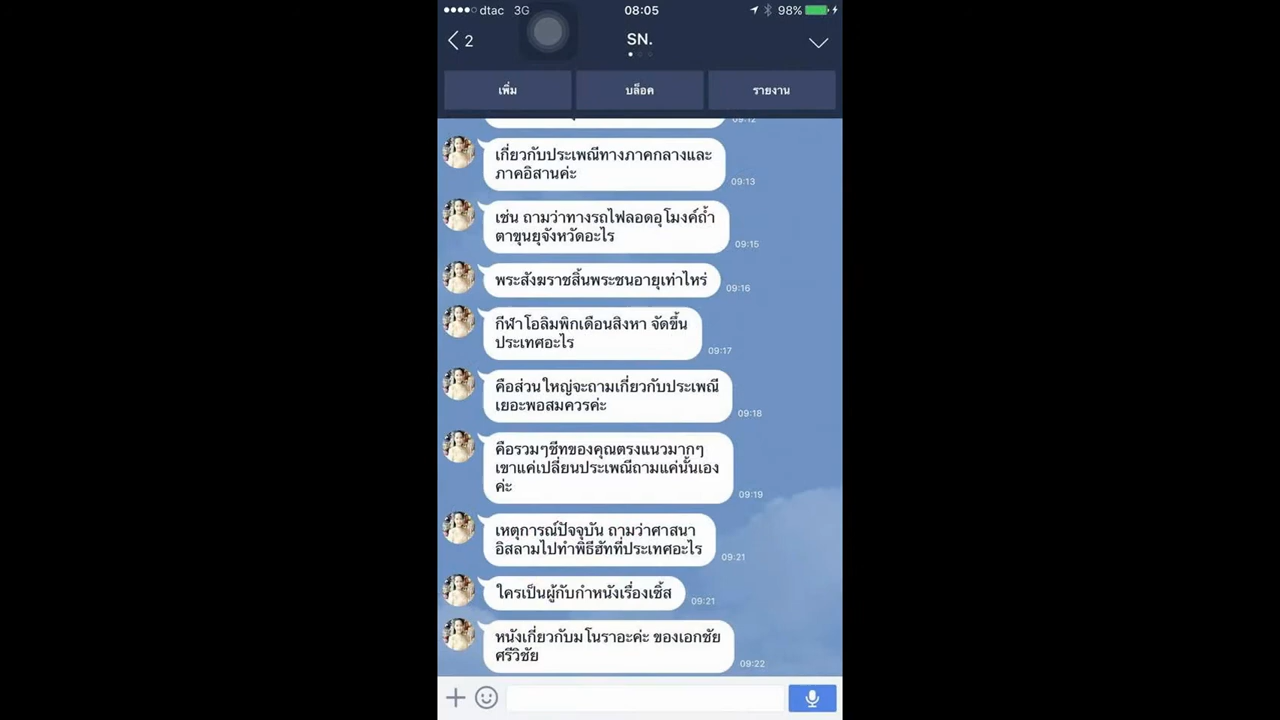 dtac 3G 08:05 98%
2 SN.
เพิ่ม บล็อค รายงาน
09:12
เกี่ยวกับประเพณีทางภาคกลางและ
ภาคอิสานค่ะ
09:13
เช่น ถามว่าทางรถไฟลอดอุโมงค์ถ้ำ
ตาขุนยุจังหวัดอะไร
09:15
พระสังฆราชสิ้นพระชนอายุเท่าไหร่
09:16
กีฬาโอลิมพิกเดือนสิงหา จัดขึ้น
ประเทศอะไร
09:17
คือส่วนใหญ่จะถามเกี่ยวกับประเพณี
เยอะพอสมควรค่ะ
09:18
คือรวมๆชีทของคุณตรงแนวมากๆ
เขาแค่เปลี่ยนประเพณีถามแค่นั้นเอง
ค่ะ
09:19
เหตุการณ์ปัจจุบัน ถามว่าศาสนา
อิสลามไปทำพิธีฮัทที่ประเทศอะไร
09:21
ใครเป็นผู้กับกำหนังเรื่องเซิ้ส
09:21
หนังเกี่ยวกับมโนราอะค่ะ ของเอกชัย
ศรีวิชัย
09:22